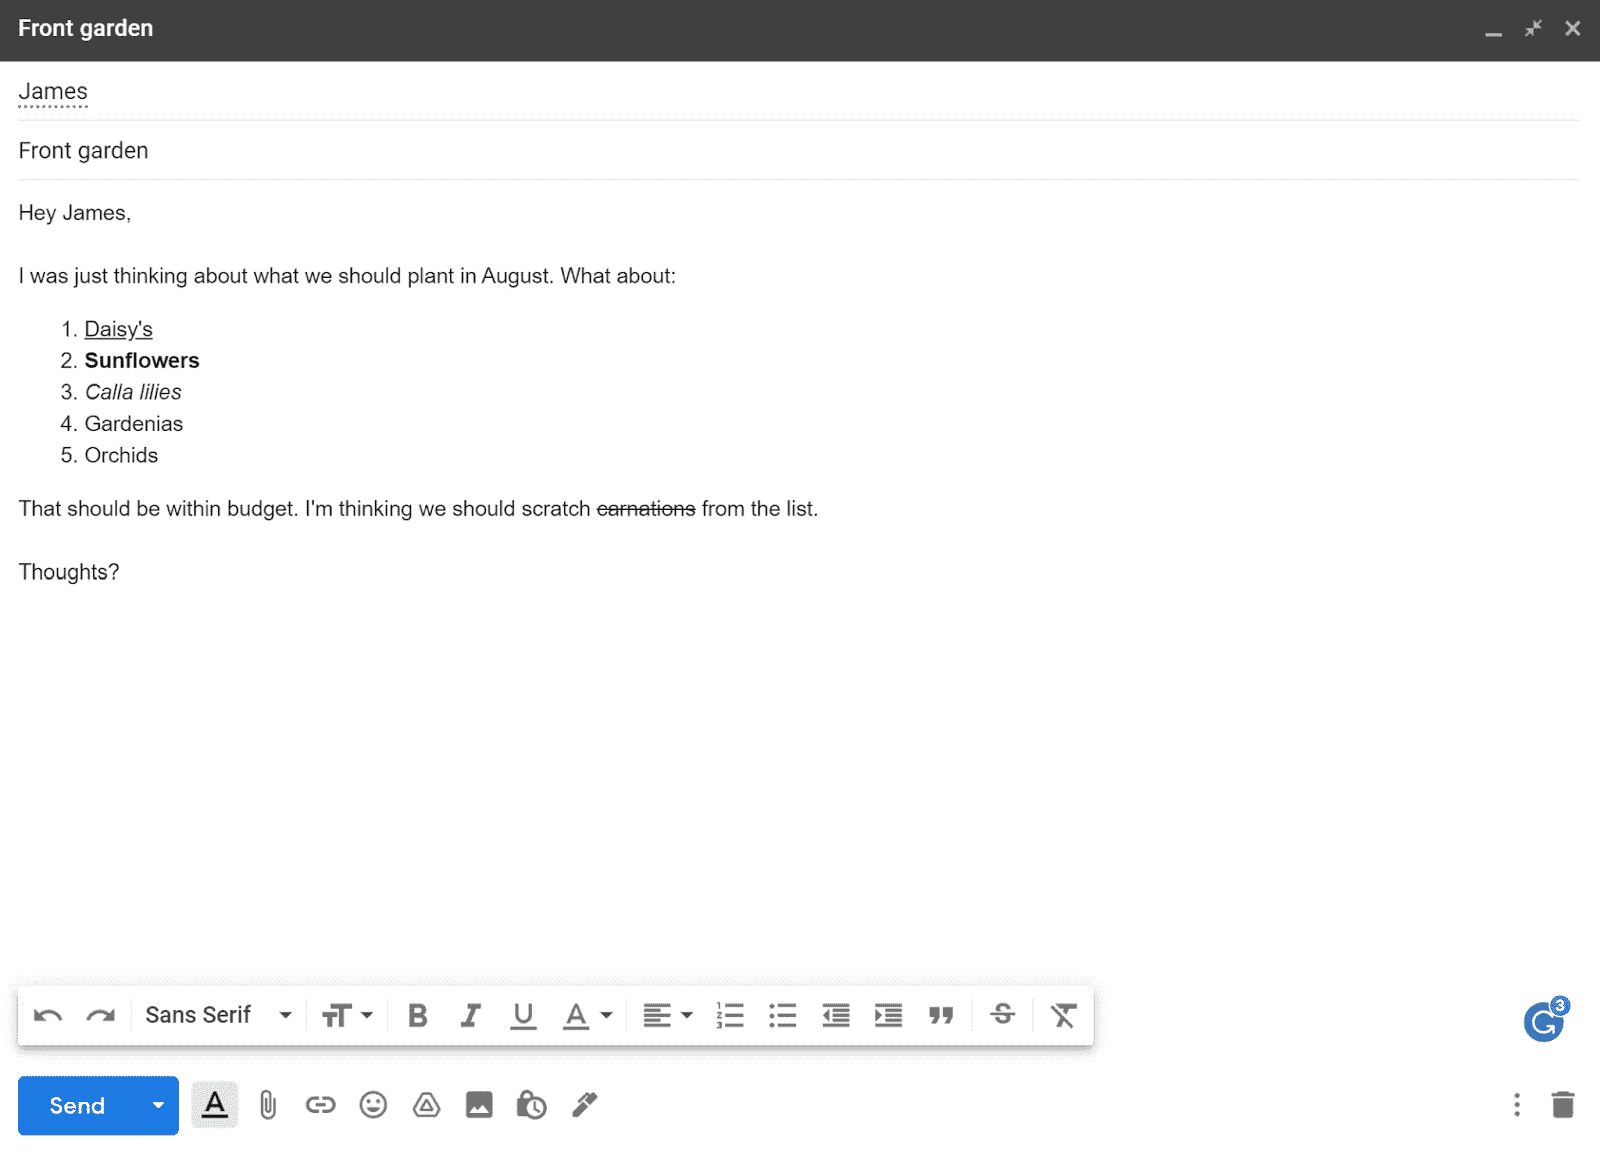 Front garden
James
Front garden
Hey James,
I was just thinking about what we should plant in August. What about:
1. Daisy's
2. Sunflowers
3. Calla lilies
4. Gardenias
5. Orchids
That should be within budget. I'm thinking we should scratch carnations from the list.
Thoughts?
Sans Serif
3
Send